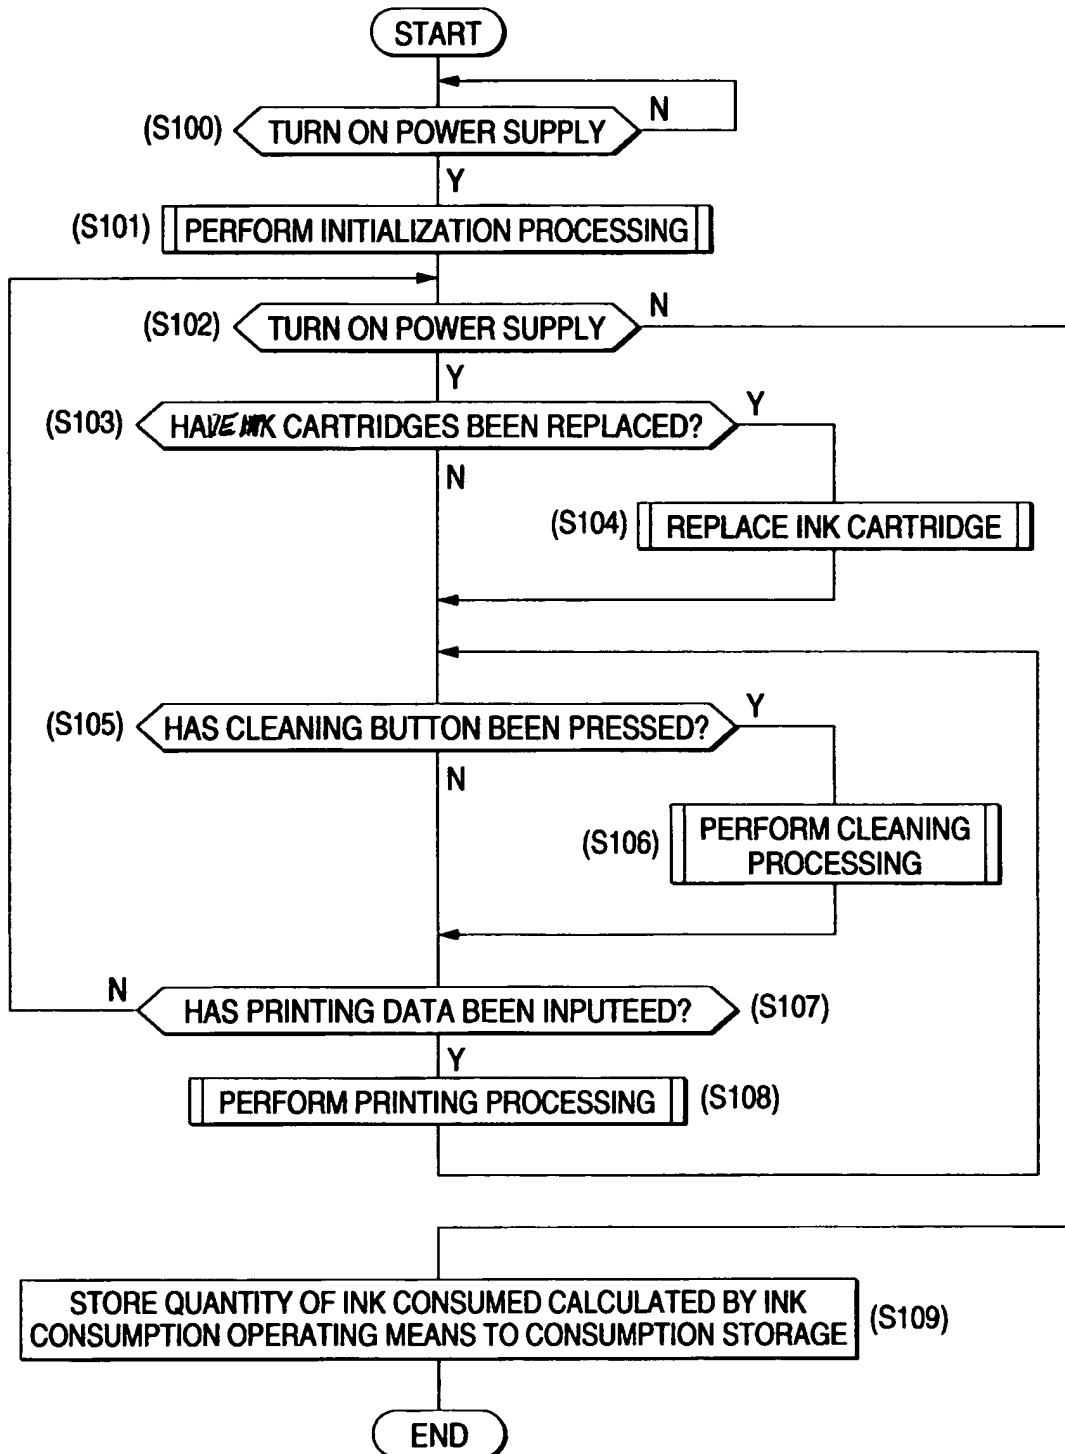 START
N
(S100) TURN ON POWER SUPPLY
Y
(S101) PERFORM INITIALIZATION PROCESSING
N
(S102) TURN ON POWER SUPPLY
Y
Y
(S103) HAVE INK CARTRIDGES BEEN REPLACED?
N
(S104) REPLACE INK CARTRIDGE
Y
(S105) HAS CLEANING BUTTON BEEN PRESSED?
N
PERFORM CLEANING
(S106)
PROCESSING
N
HAS PRINTING DATA BEEN INPUTEED? (S107)
Y
PERFORM PRINTING PROCESSING (S108)
STORE QUANTITY OF INK CONSUMED CALCULATED BY INK
(S109)
CONSUMPTION OPERATING MEANS TO CONSUMPTION STORAGE
END